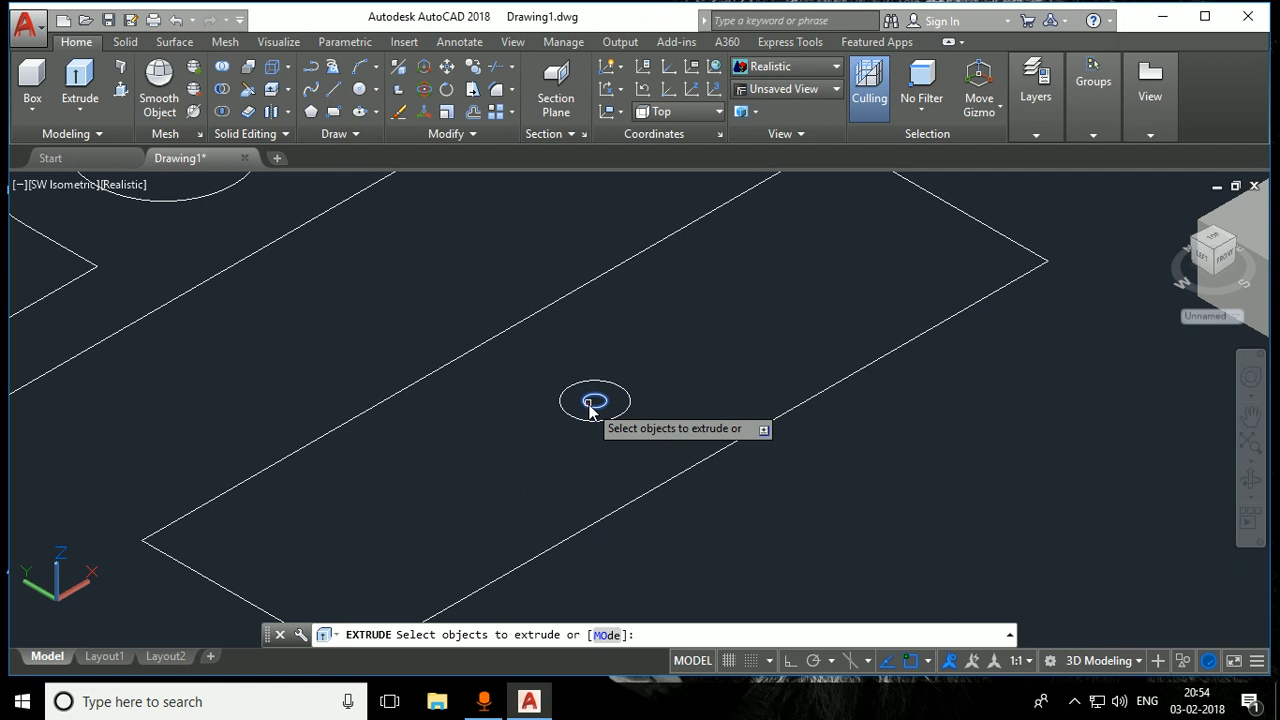 Autodesk AutoCAD 2018 Drawing1.dwg
Type a keyword or phrase
Sign In
Home Solid Surface Mesh Visualize Parametric Insert Annotate View Manage Output Add-ins A360 Express Tools Featured Apps
Box
Extrude
Smooth
Object
Section
Plane
Realistic
Unsaved View
Top
Culling
No Filter
Move
Gizmo
Layers
Groups
View
Modeling
Mesh
Solid Editing
Draw
Modify
Section
Coordinates
View
Selection
Start
Drawing1*
[−][SW Isometric][Realistic]
TOP
LEFT
FRONT
W
S
Unnamed
Select objects to extrude or
Z
Y
X
EXTRUDE Select objects to extrude or [MOde]:
Model Layout1 Layout2
MODEL
1:1
3D Modeling
Type here to search
ENG
20:54
03-02-2018
1